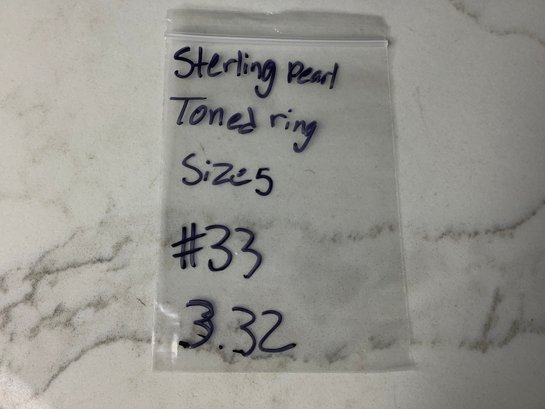 Sterling pearl
Toned ring
Size 5
#33
3.32